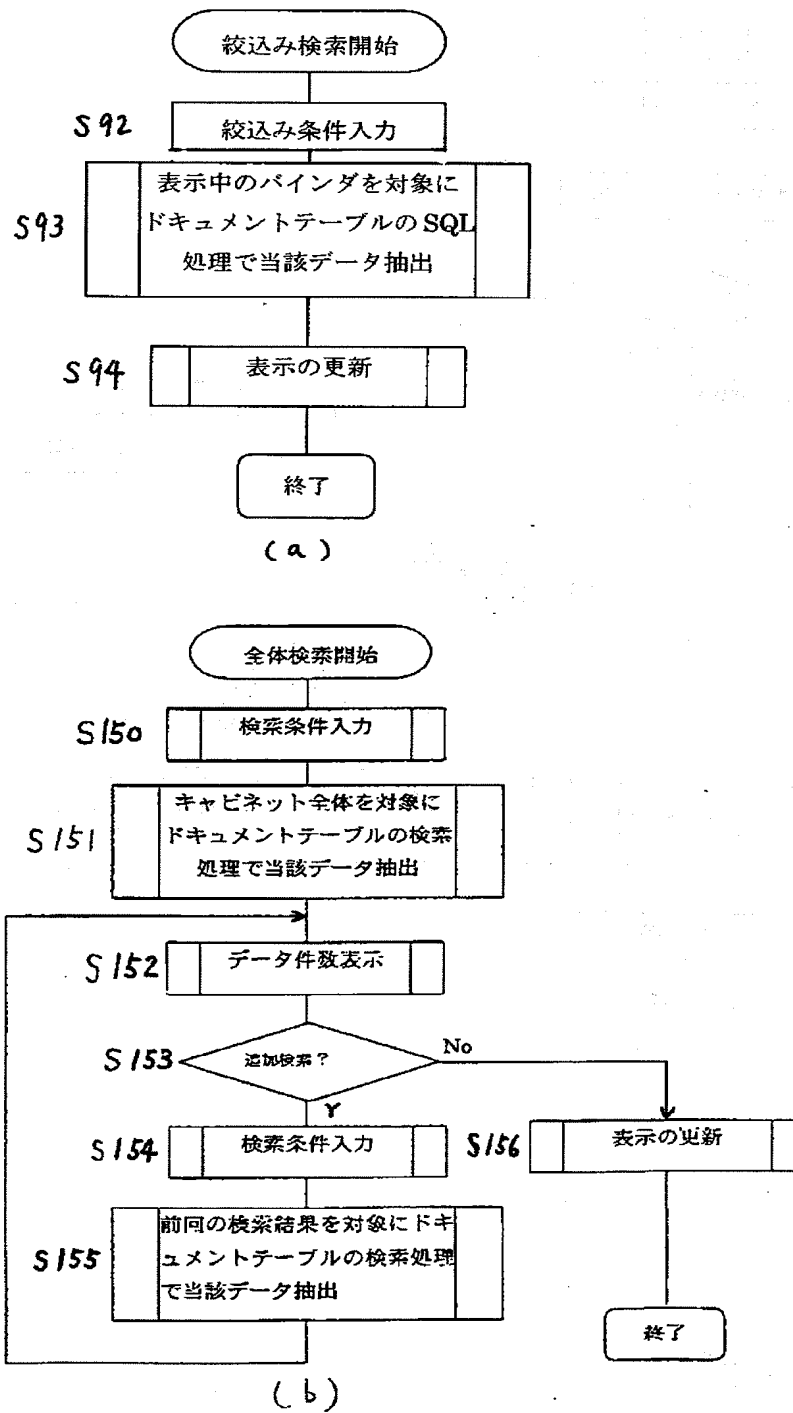 絞込み検索開始
S92
絞込み条件入力
S93
表示中のバインダを対象に
ドキュメントテーブルのSQL
処理で当該データ抽出
S94
表示の更新
終了
(a)
全体検索開始
S150
検索条件入力
S151
キャビネット全体を対象に
ドキュメントテーブルの検索
処理で当該データ抽出
S152
データ件数表示
S153
追加検索?
No
Y
S154
検索条件入力
S156
表示の更新
S155
前回の検索結果を対象にドキ
ュメントテーブルの検索処理
で当該データ抽出
終了
(b)